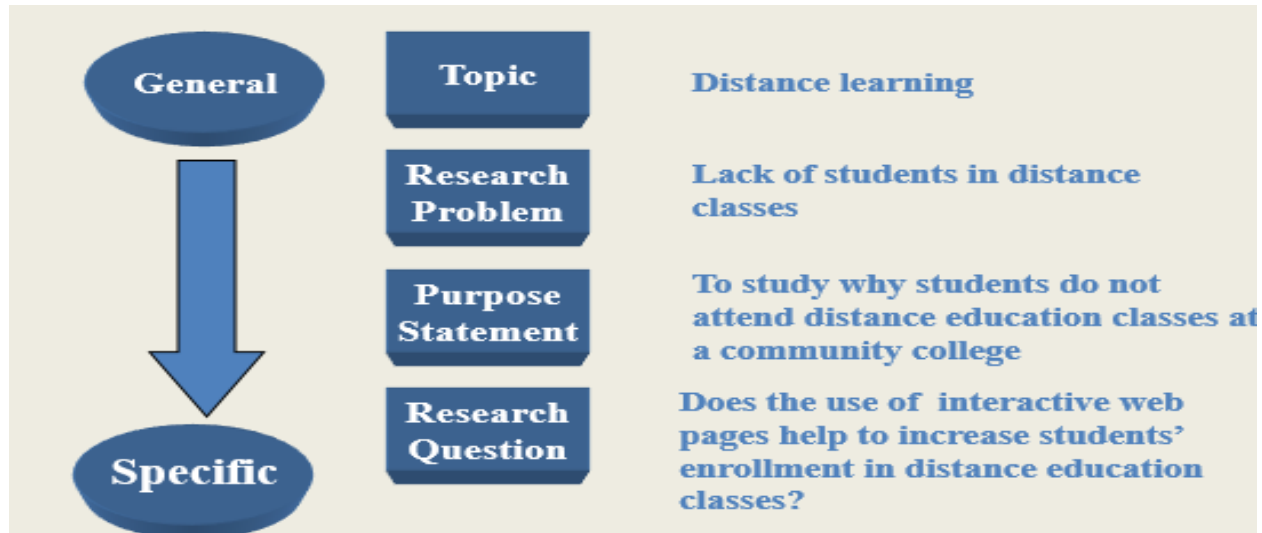 General
Topic
Distance learning
Research
Problem
Lack of students in distance
classes
Purpose
Statement
To study why students do not
attend distance education classes at
a community college
Research
Question
Does the use of interactive web
pages help to increase students’
enrollment in distance education
classes?
Specific